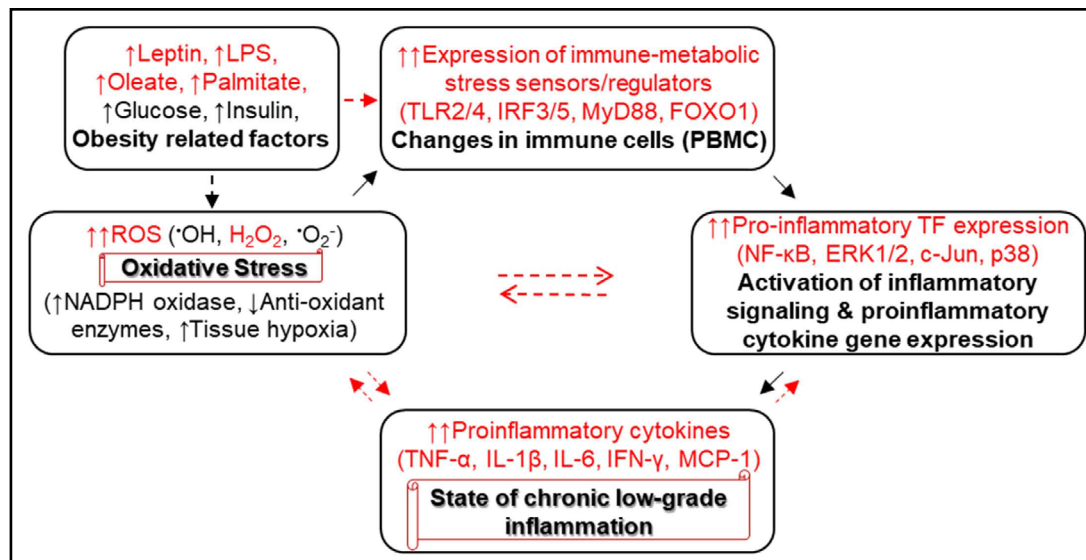 ↑Leptin, ↑LPS,
↑Oleate, ↑Palmitate,
↑Glucose, ↑Insulin,
Obesity related factors
↑↑Expression of immune-metabolic
stress sensors/regulators
(TLR2/4, IRF3/5, MyD88, FOXO1)
Changes in immune cells (PBMC)
↑↑ROS (•OH, H₂O₂, •O₂⁻)
Oxidative Stress
(↑NADPH oxidase, ↓Anti-oxidant
enzymes, ↑Tissue hypoxia)
↑↑Pro-inflammatory TF expression
(NF-κB, ERK1/2, c-Jun, p38)
Activation of inflammatory
signaling & proinflammatory
cytokine gene expression
↑↑Proinflammatory cytokines
(TNF-α, IL-1β, IL-6, IFN-γ, MCP-1)
State of chronic low-grade
inflammation